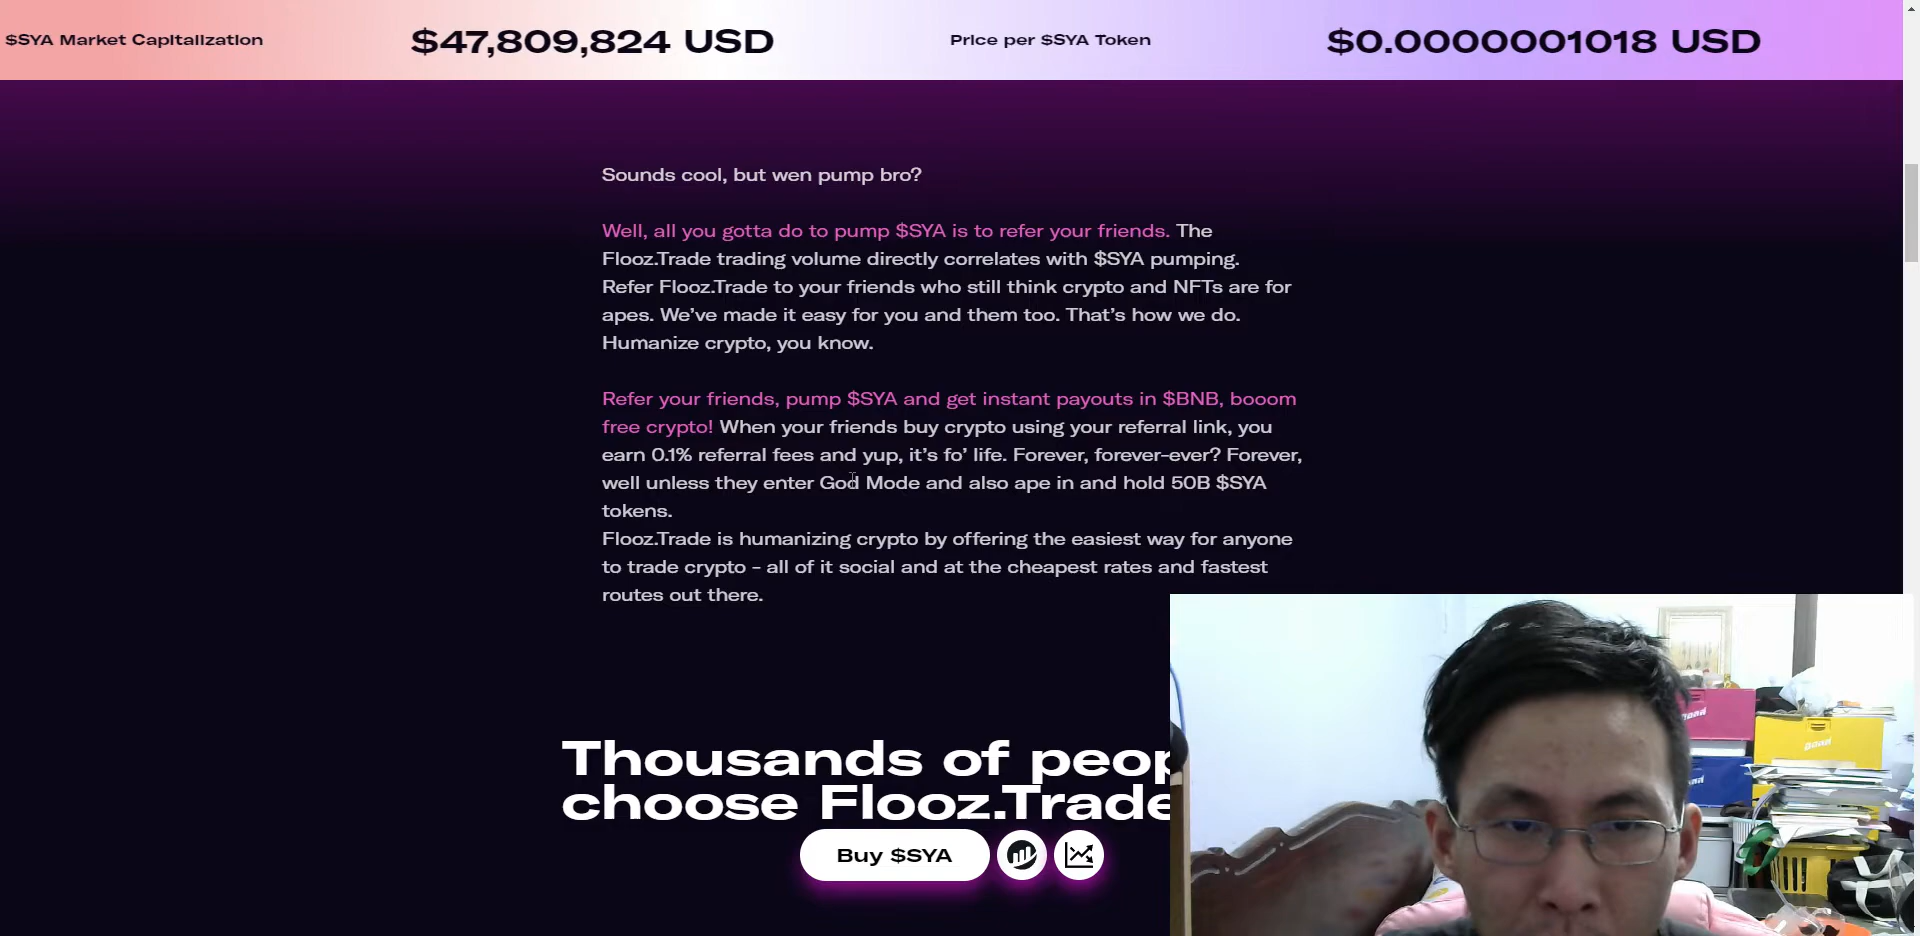 $SYA Market Capitalization $47,809,824 USD Price per $SYA Token $0.0000001018 USD
Sounds cool, but wen pump bro?
Well, all you gotta do to pump $SYA is to refer your friends. The
Flooz.Trade trading volume directly correlates with $SYA pumping.
Refer Flooz.Trade to your friends who still think crypto and NFTs are for
apes. We’ve made it easy for you and them too. That’s how we do.
Humanize crypto, you know.
Refer your friends, pump $SYA and get instant payouts in $BNB, booom
free crypto! When your friends buy crypto using your referral link, you
earn 0.1% referral fees and yup, it’s fo’ life. Forever, forever-ever? Forever,
well unless they enter God Mode and also ape in and hold 50B $SYA
tokens.
Flooz.Trade is humanizing crypto by offering the easiest way for anyone
to trade crypto - all of it social and at the cheapest rates and fastest
routes out there.
Thousands of
choose Flooz.Trade
Buy $SYA